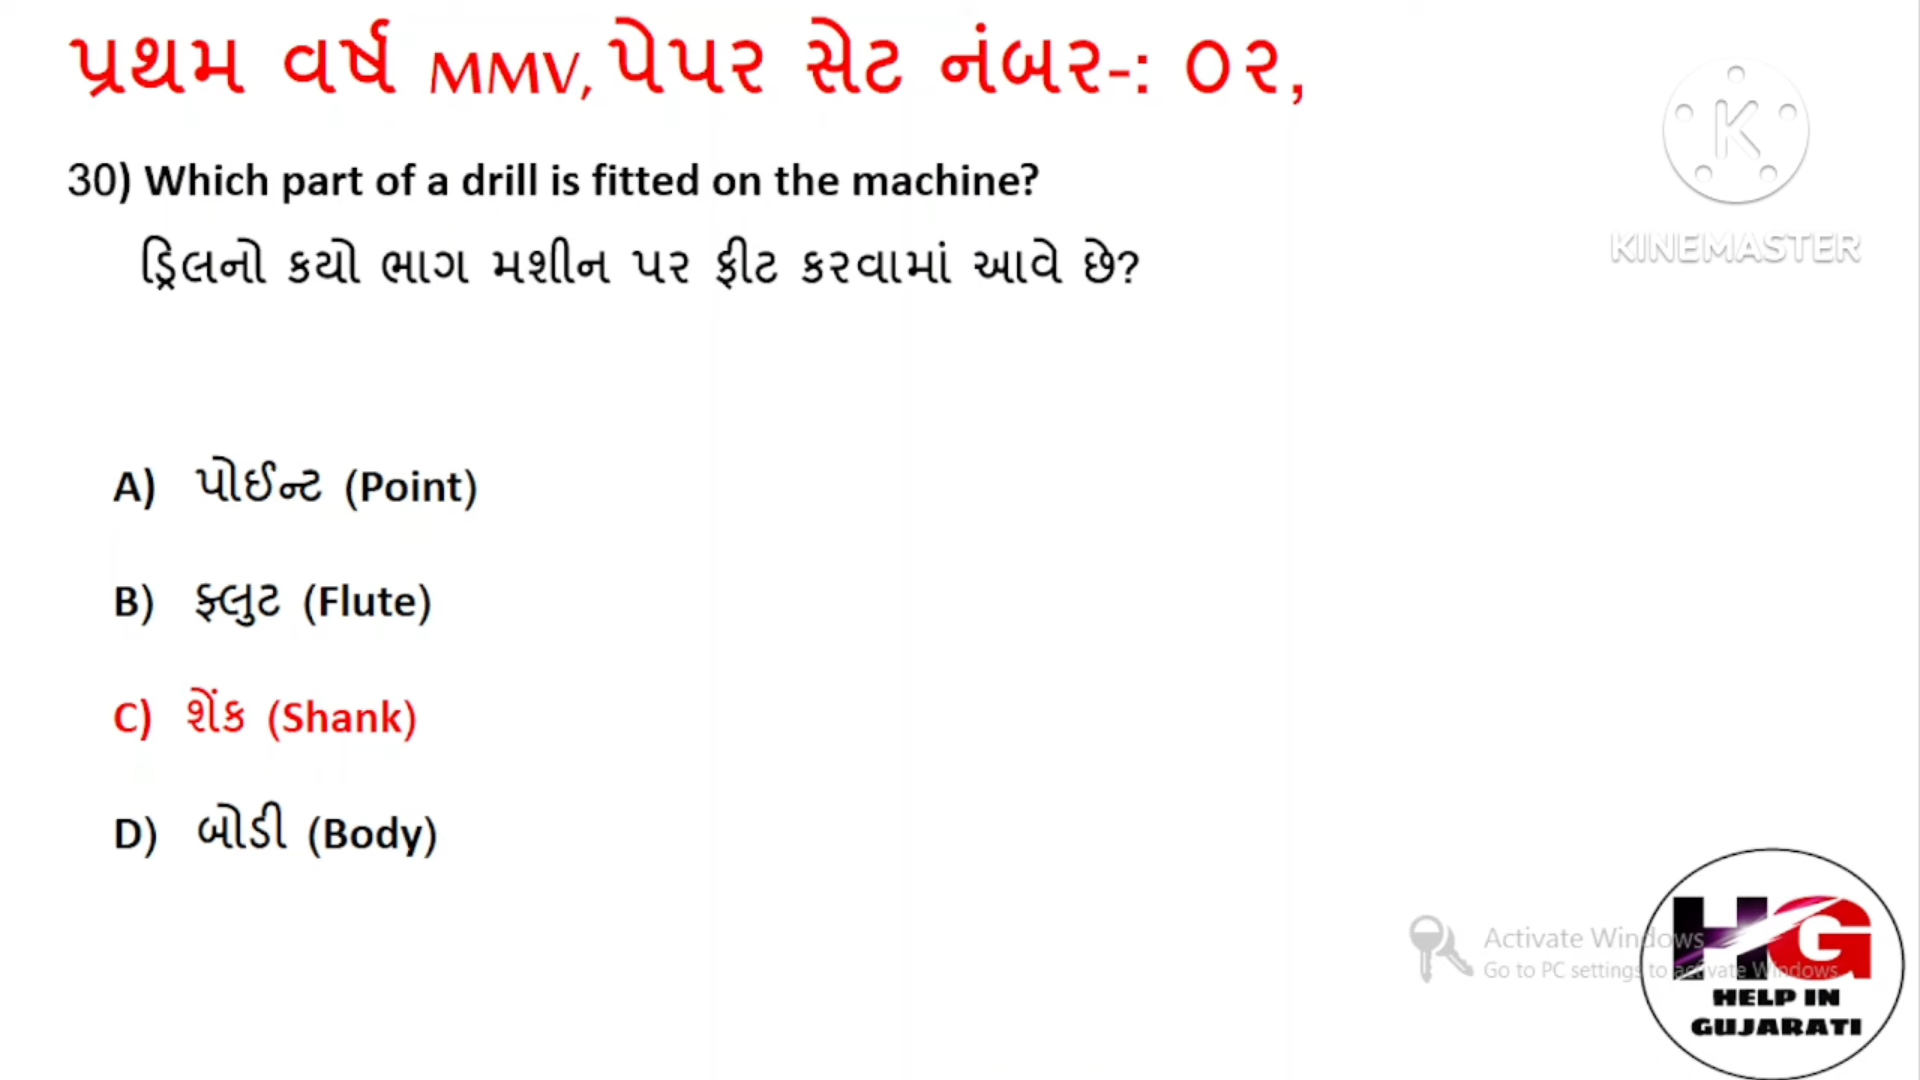 પ્રથમ વર્ષ MMV, પેપર સેટ નંબર-: ૦૨,
30) Which part of a drill is fitted on the machine?
ડ્રિલનો કયો ભાગ મશીન પર ફીટ કરવામાં આવે છે?
A) પોઈન્ટ (Point)
B) ફ્લુટ (Flute)
C) શેંક (Shank)
D) બોડી (Body)
K
KINEMASTER
Activate Windows
Go to PC settings to activate Windows.
HG
HELP IN
GUJARATI